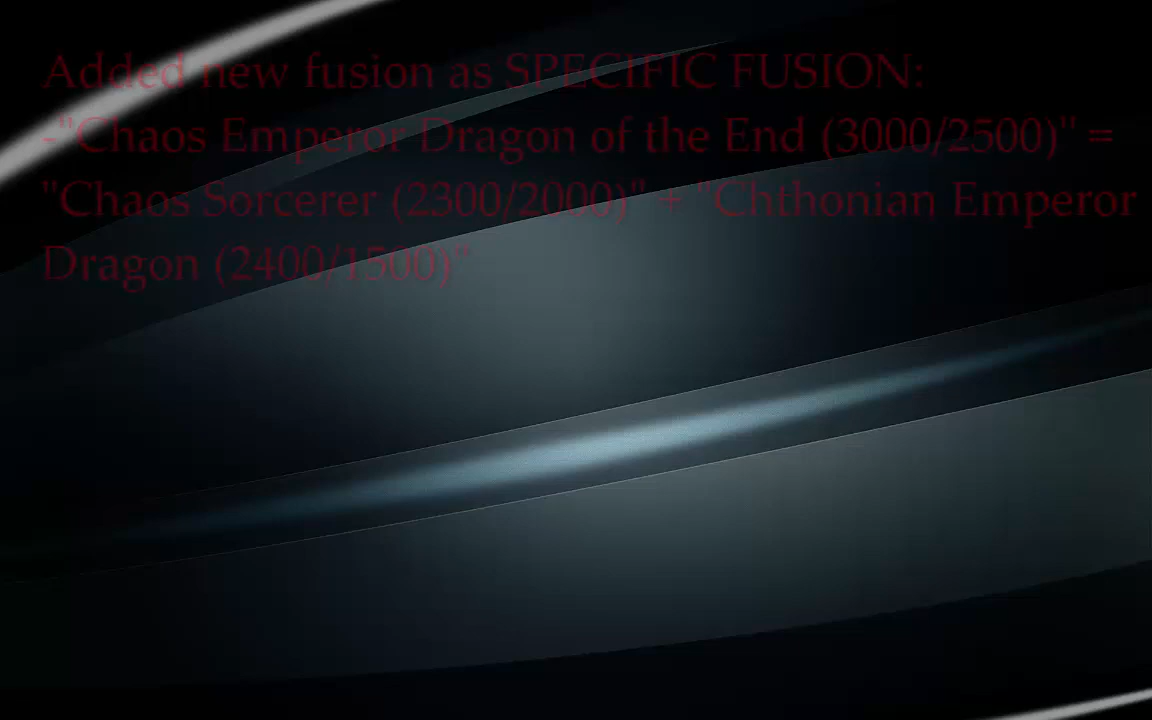 Added new fusion as SPECIFIC FUSION:
-"Chaos Emperor Dragon of the End (3000/2500)" =
"Chaos Sorcerer (2300/2000)" + "Chthonian Emperor
Dragon (2400/1500)"